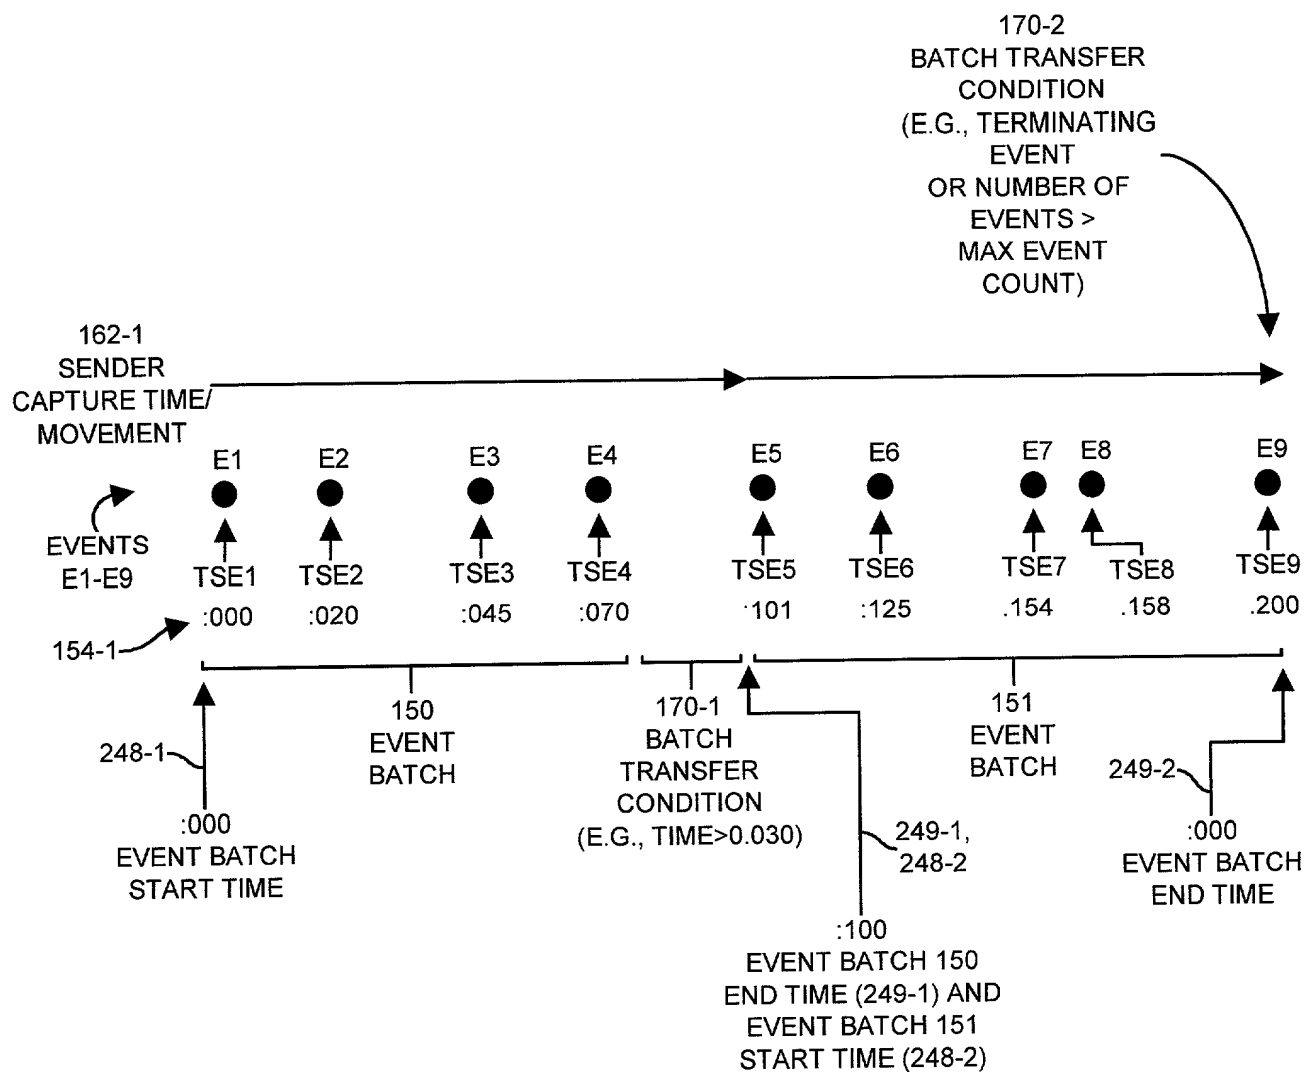 170-2
BATCH TRANSFER
CONDITION
(E.G., TERMINATING
EVENT
OR NUMBER OF
EVENTS >
MAX EVENT
COUNT)
162-1
SENDER
CAPTURE TIME/
MOVEMENT
E1 E2 E3 E4 E5 E6 E7 E8 E9
EVENTS
E1-E9
TSE1 TSE2 TSE3 TSE4 TSE5 TSE6 TSE7 TSE8 TSE9
154-1
:000 :020 :045 :070 :101 :125 .154 .158 .200
150
EVENT
BATCH
170-1
BATCH
TRANSFER
CONDITION
(E.G., TIME>0.030)
151
EVENT
BATCH
248-1
:000
EVENT BATCH
START TIME
249-1,
248-2
249-2
:000
EVENT BATCH
END TIME
:100
EVENT BATCH 150
END TIME (249-1) AND
EVENT BATCH 151
START TIME (248-2)